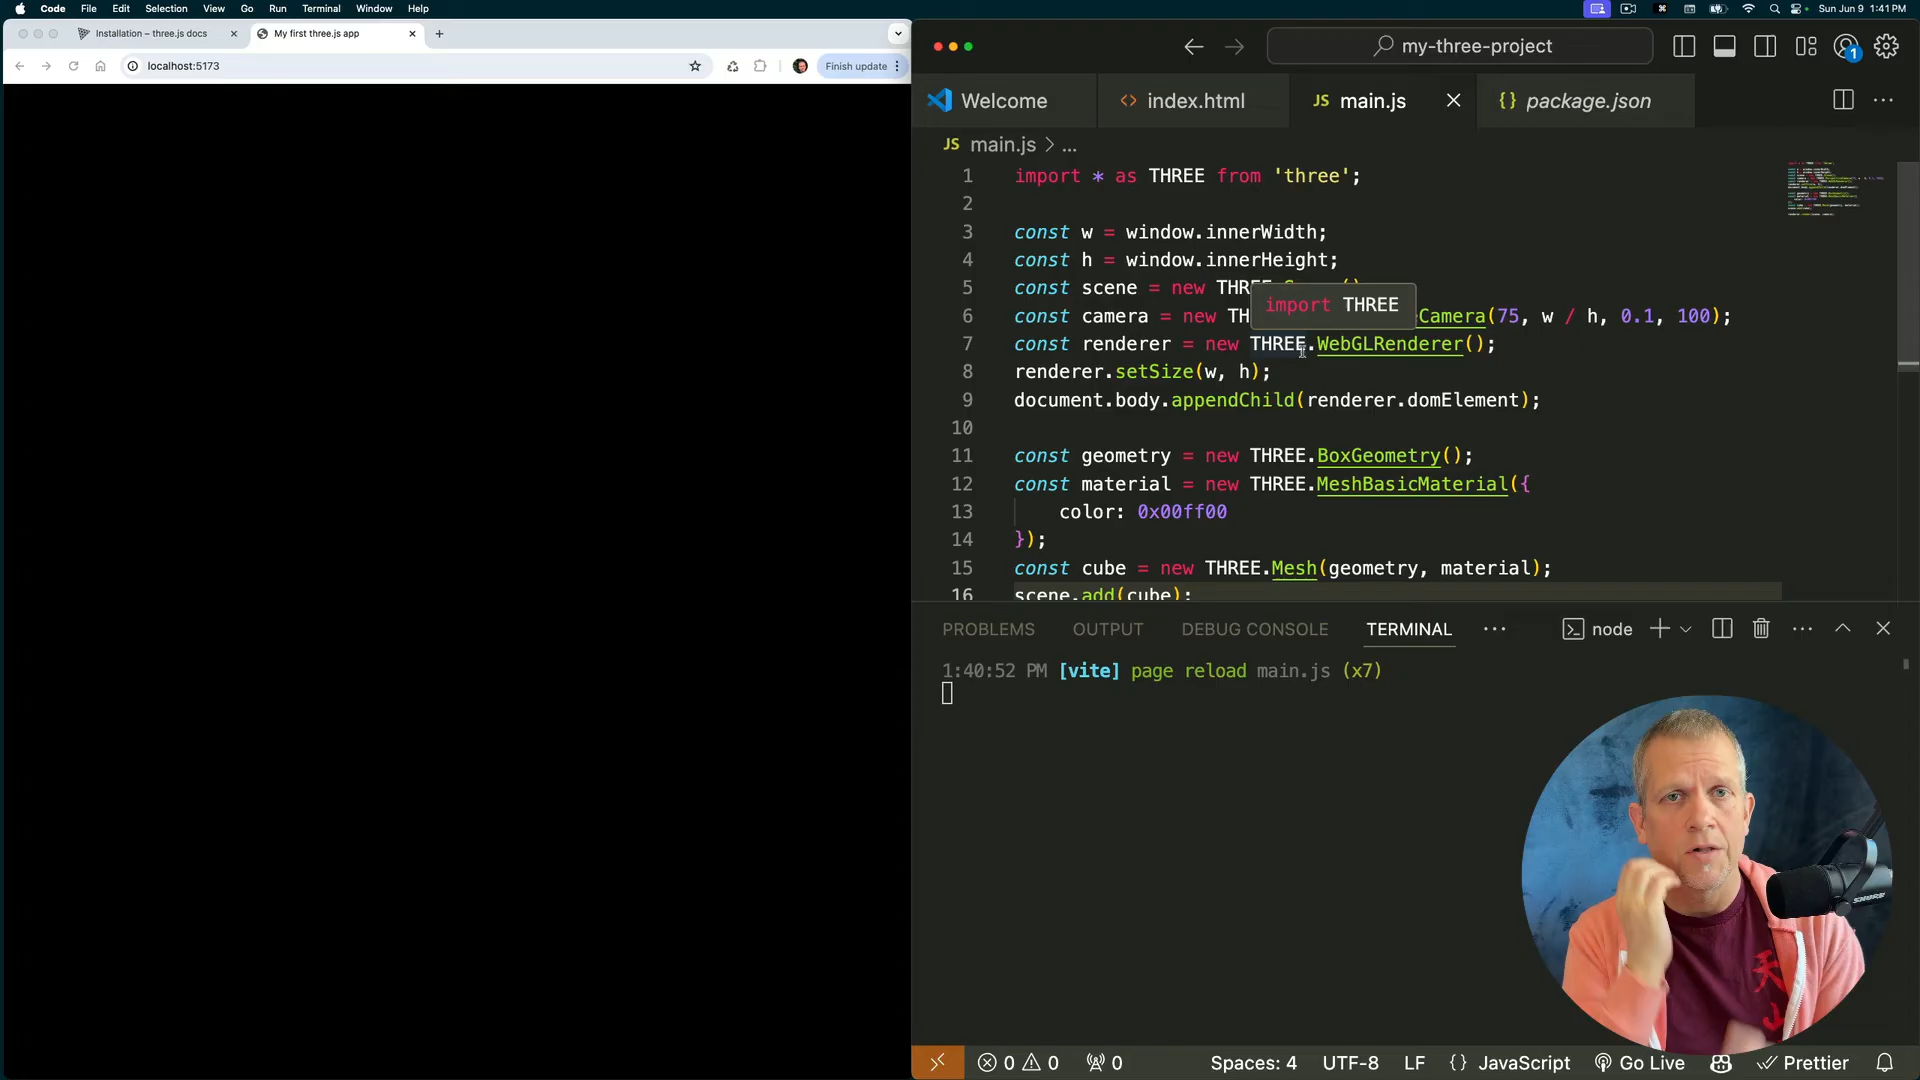 Code File Edit Selection View Go Run Terminal Window Help
Sun Jun 9 1:41 PM
Installation – three.js docs
My first three.js app
localhost:5173
Finish update
my-three-project
1
Welcome
index.html
JS main.js
{} package.json
JS main.js > ...
1 import * as THREE from 'three';
2
3 const w = window.innerWidth;
4 const h = window.innerHeight;
5 const scene = new THRE
import THREE
6 const camera = new TH Camera(75, w / h, 0.1, 100);
7 const renderer = new THREE.WebGLRenderer();
8 renderer.setSize(w, h);
9 document.body.appendChild(renderer.domElement);
10
11 const geometry = new THREE.BoxGeometry();
12 const material = new THREE.MeshBasicMaterial({
13 color: 0x00ff00
14 });
15 const cube = new THREE.Mesh(geometry, material);
16 scene.add(cube);
PROBLEMS OUTPUT DEBUG CONSOLE TERMINAL ... node
1:40:52 PM [vite] page reload main.js (x7)
SHURE
天山
0 0 0 Spaces: 4 UTF-8 LF {} JavaScript Go Live Prettier